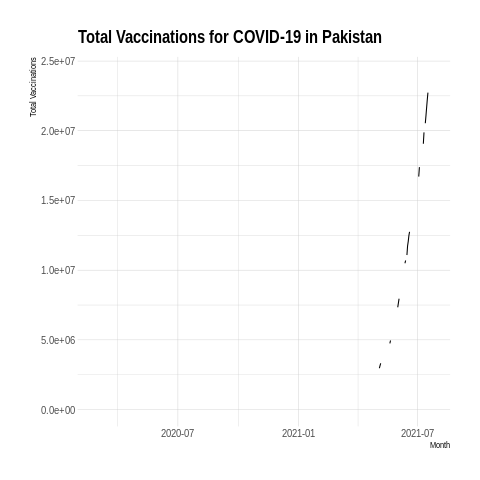 Total Vaccinations for COVID-19 in Pakistan
Total Vaccinations
2.5e+07
2.0e+07
1.5e+07
1.0e+07
5.0e+06
0.0e+00
2020-07 2021-01 2021-07
Month